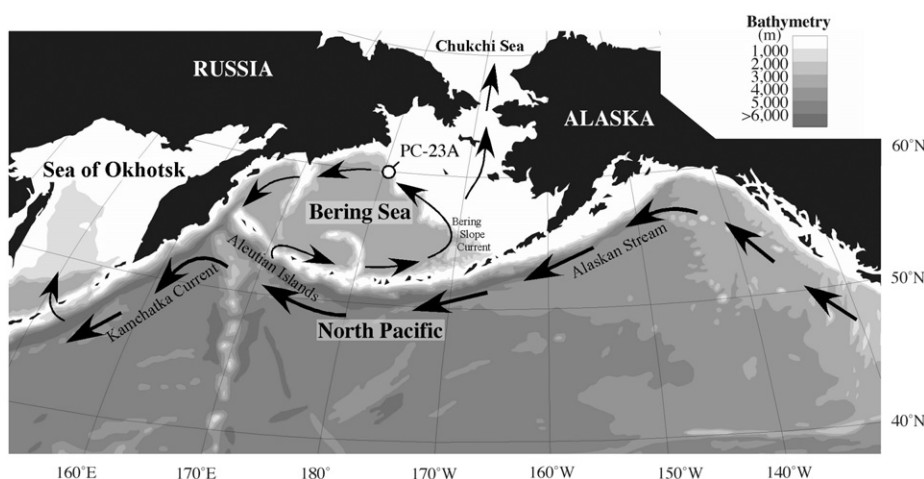 Bathymetry
(m)
1,000
2,000
3,000
4,000
5,000
>6,000
Chukchi Sea
RUSSIA
ALASKA
PC-23A
60°N
Sea of Okhotsk
Bering Sea
Bering
Slope
Current
Aleutian Islands
Alaskan Stream
50°N
Kamchatka Current
North Pacific
40°N
160°E
170°E
180°
170°W
160°W
150°W
140°W